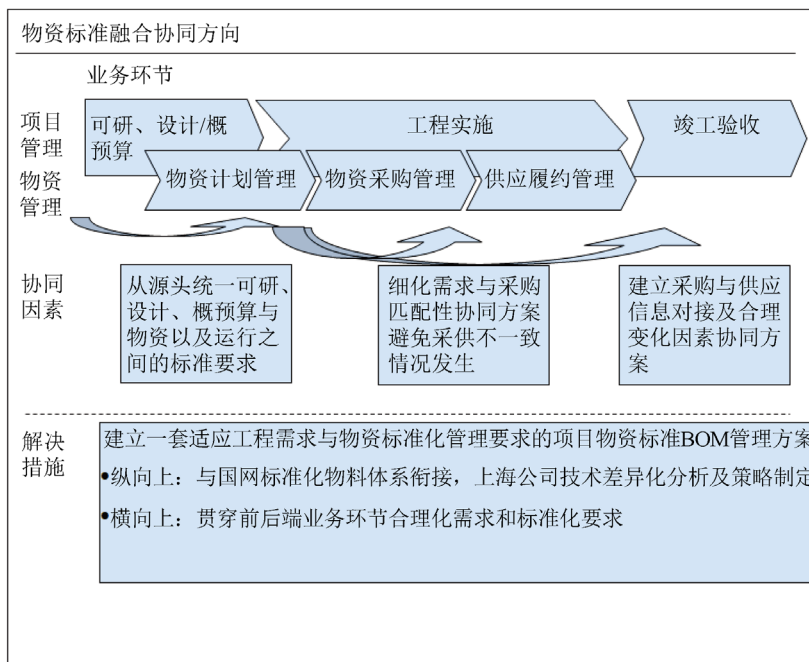 物资标准融合协同方向
业务环节
项目
管理
可研、设计/概
预算
工程实施
竣工验收
物资
管理
物资计划管理
物资采购管理
供应履约管理
协同
因素
从源头统一可研、
设计、概预算与
物资以及运行之
间的标准要求
细化需求与采购
匹配性协同方案
避免采供不一致
情况发生
建立采购与供应
信息对接及合理
变化因素协同方
案
解决
措施
建立一套适应工程需求与物资标准化管理要求的项目物资标准BOM管理方案
•纵向上：与国网标准化物料体系衔接，上海公司技术差异化分析及策略制定
•横向上：贯穿前后端业务环节合理化需求和标准化要求